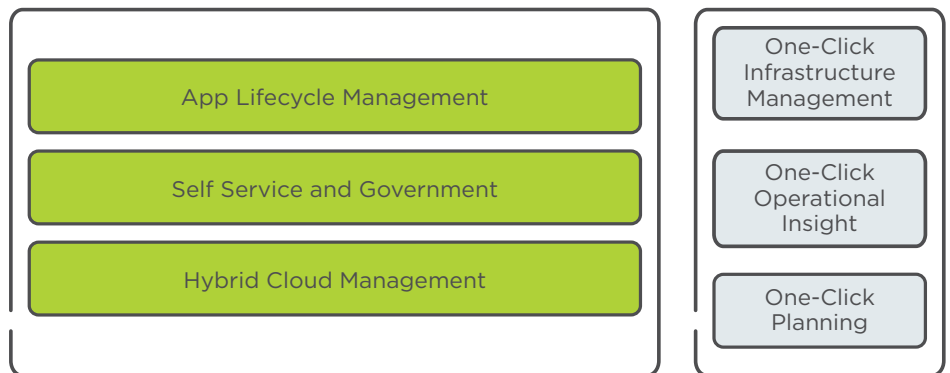 App Lifecycle Management
Self Service and Government
Hybrid Cloud Management
One-Click
Infrastructure
Management
One-Click
Operational
Insight
One-Click
Planning